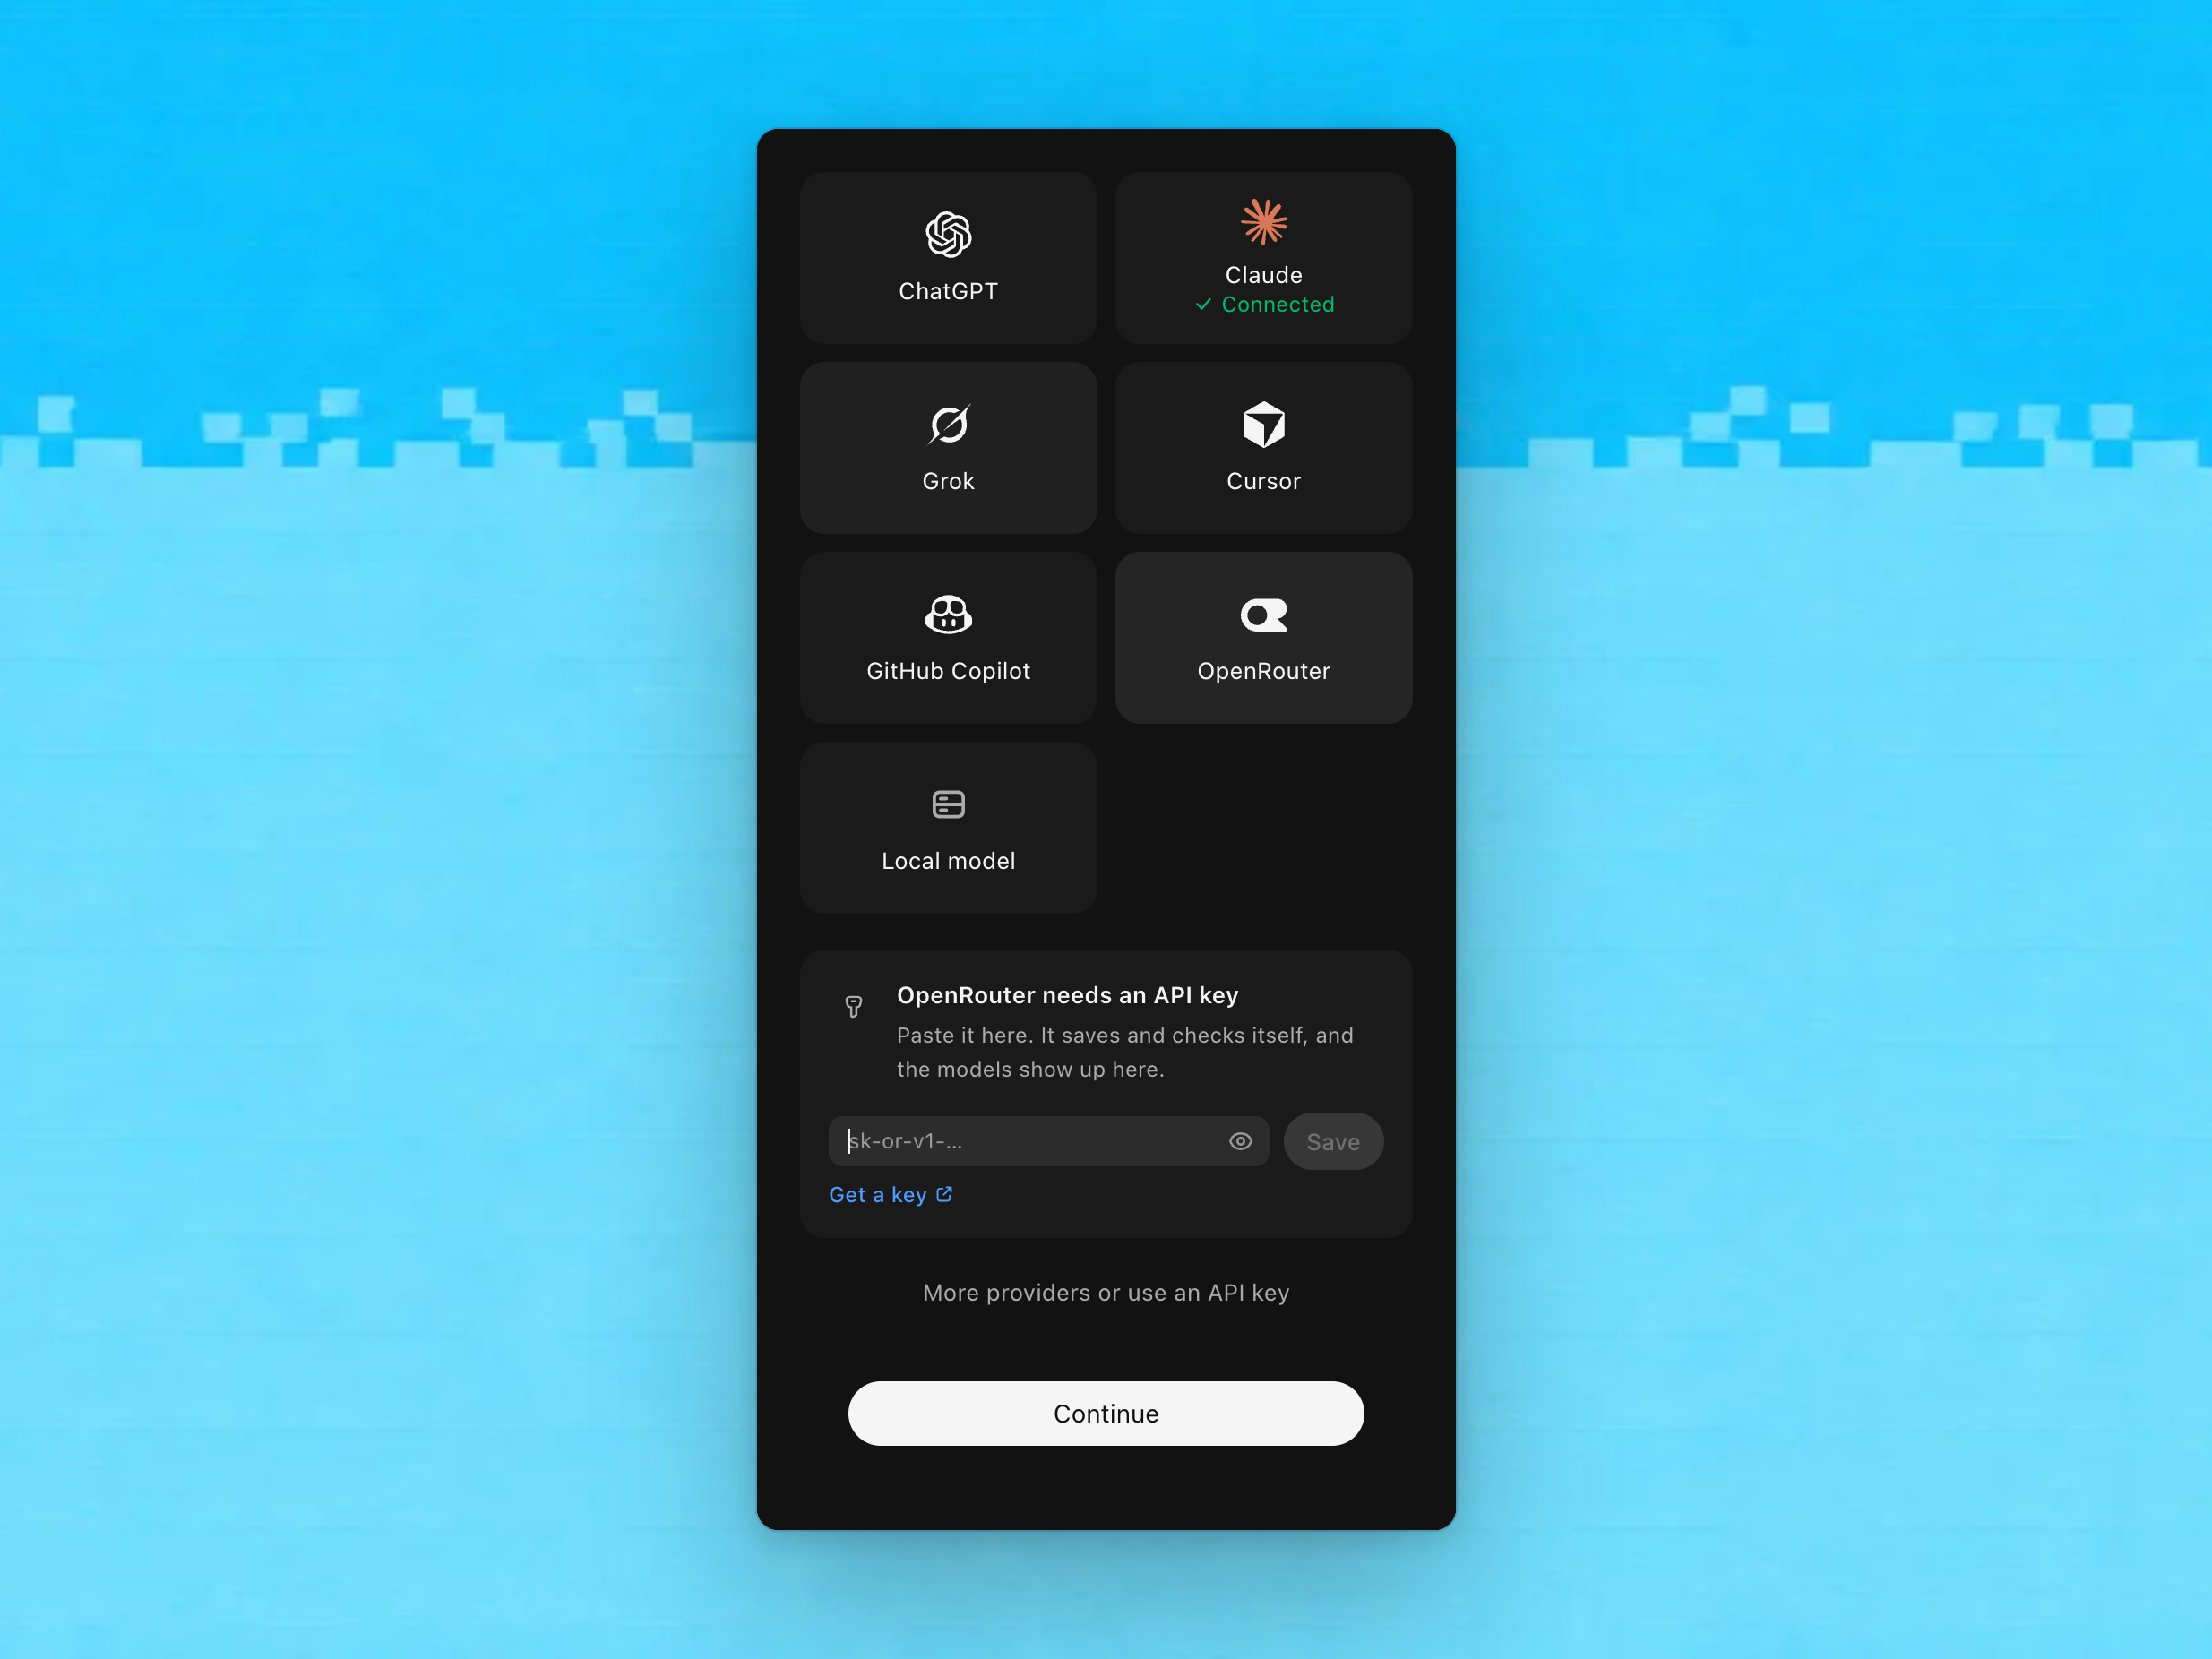 ChatGPT
Claude
Connected
Grok
Cursor
GitHub Copilot
OpenRouter
Local model
OpenRouter needs an API key
Paste it here. It saves and checks itself, and
the models show up here.
sk-or-v1-...
Save
Get a key
More providers or use an API key
Continue